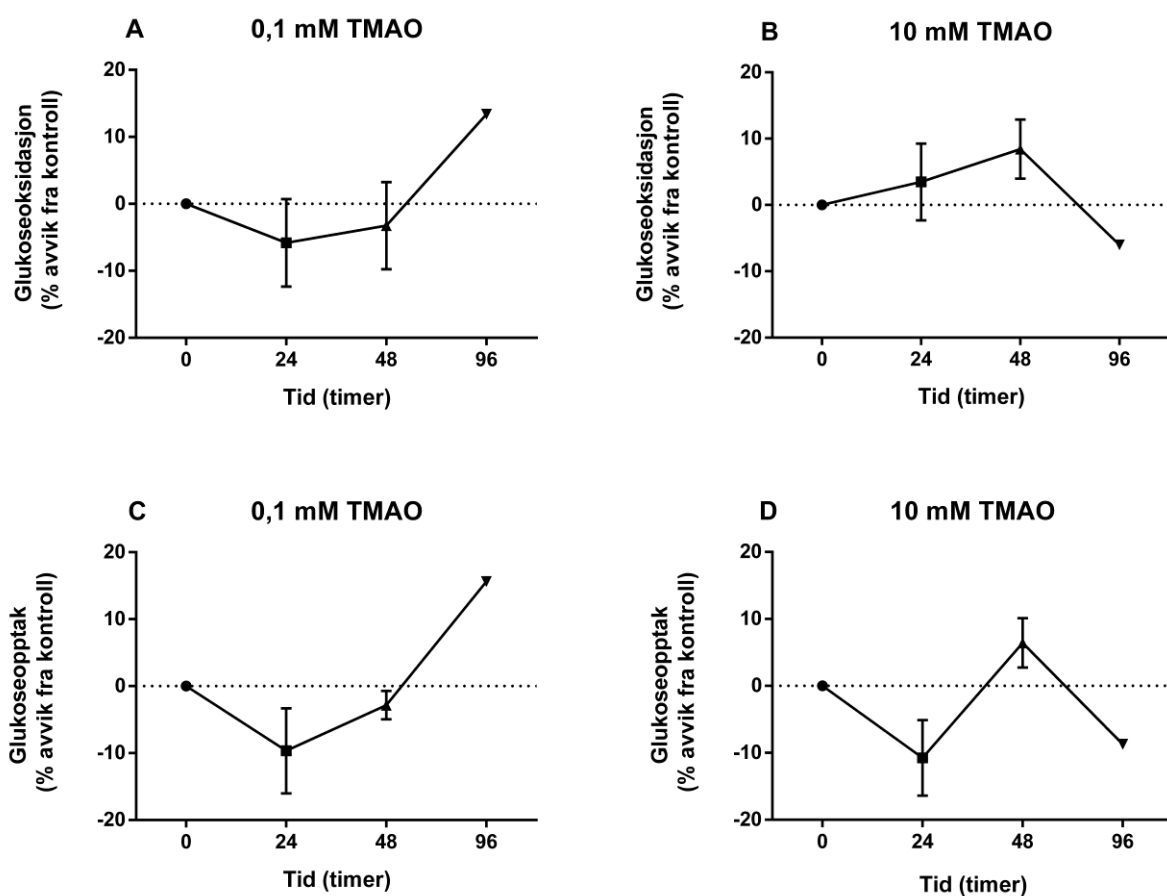 A 0,1 mM TMAO
Glukoseoksidasjon
(% avvik fra kontroll)
20
10
0
-10
-20
0 24 48 96
Tid (timer)
B 10 mM TMAO
Glukoseoksidasjon
(% avvik fra kontroll)
20
10
0
-10
-20
0 24 48 96
Tid (timer)
C 0,1 mM TMAO
Glukoseopptak
(% avvik fra kontroll)
20
10
0
-10
-20
0 24 48 96
Tid (timer)
D 10 mM TMAO
Glukoseopptak
(% avvik fra kontroll)
20
10
0
-10
-20
0 24 48 96
Tid (timer)